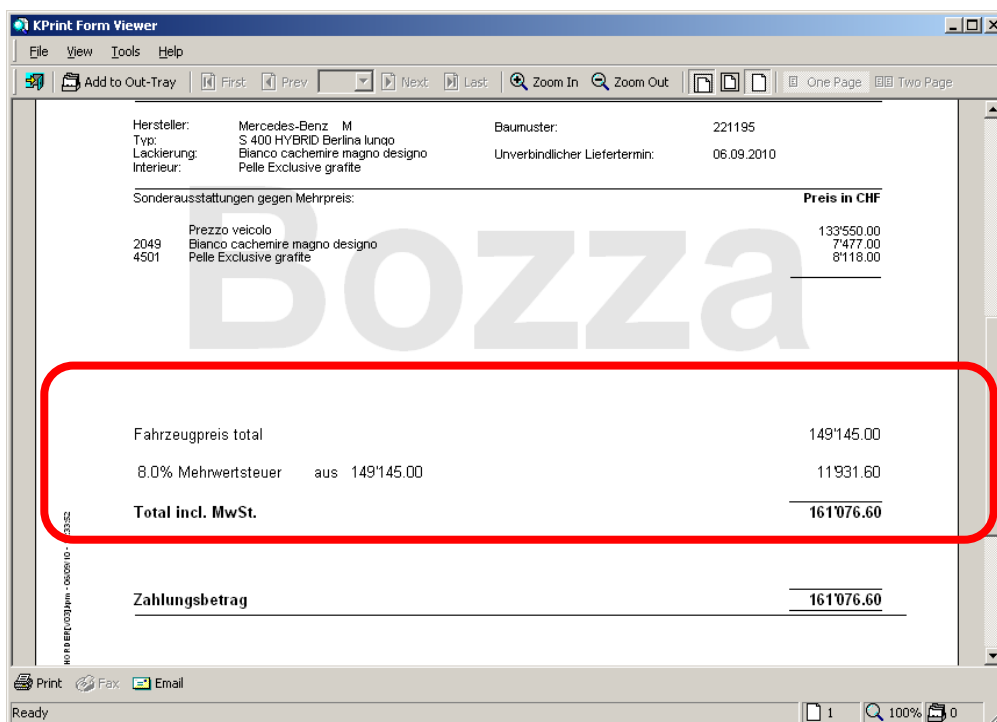 KPrint Form Viewer
File View Tools Help
Add to Out-Tray First Prev Next Last Zoom In Zoom Out One Page Two Page
Hersteller: Mercedes-Benz M Baumuster: 221195
Typ: S 400 HYBRID Berlina lungo
Lackierung: Bianco cachemire magno designo Unverbindlicher Liefertermin: 06.09.2010
Interieur: Pelle Exclusive grafite
Sonderausstattungen gegen Mehrpreis: Preis in CHF
Prezzo veicolo 133'550.00
2049 Bianco cachemire magno designo 7'477.00
4501 Pelle Exclusive grafite 8'118.00
Bozza
Fahrzeugpreis total 149'145.00
8.0% Mehrwertsteuer aus 149'145.00 11'931.60
Total incl. MwSt. 161'076.60
Zahlungsbetrag 161'076.60
Print Fax Email
Ready 1 100% 0